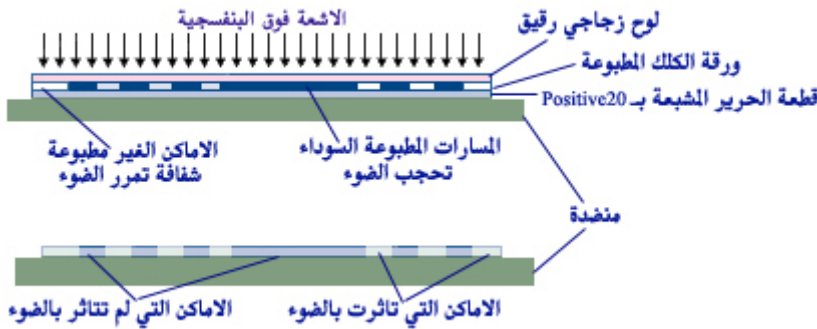 الاشعة فوق البنفسجية
لوح زجاجي رقيق
ورقة الكلك المطبوعة
قطعة الحرير المشبعة بـ Positive20
المسارات المطبوعة السوداء
تحجب الضوء
الاماكن الغير مطبوعة
شفافة تمرر الضوء
منضدة
الاماكن التي تاثرت بالضوء
الاماكن التي لم تتاثر بالضوء